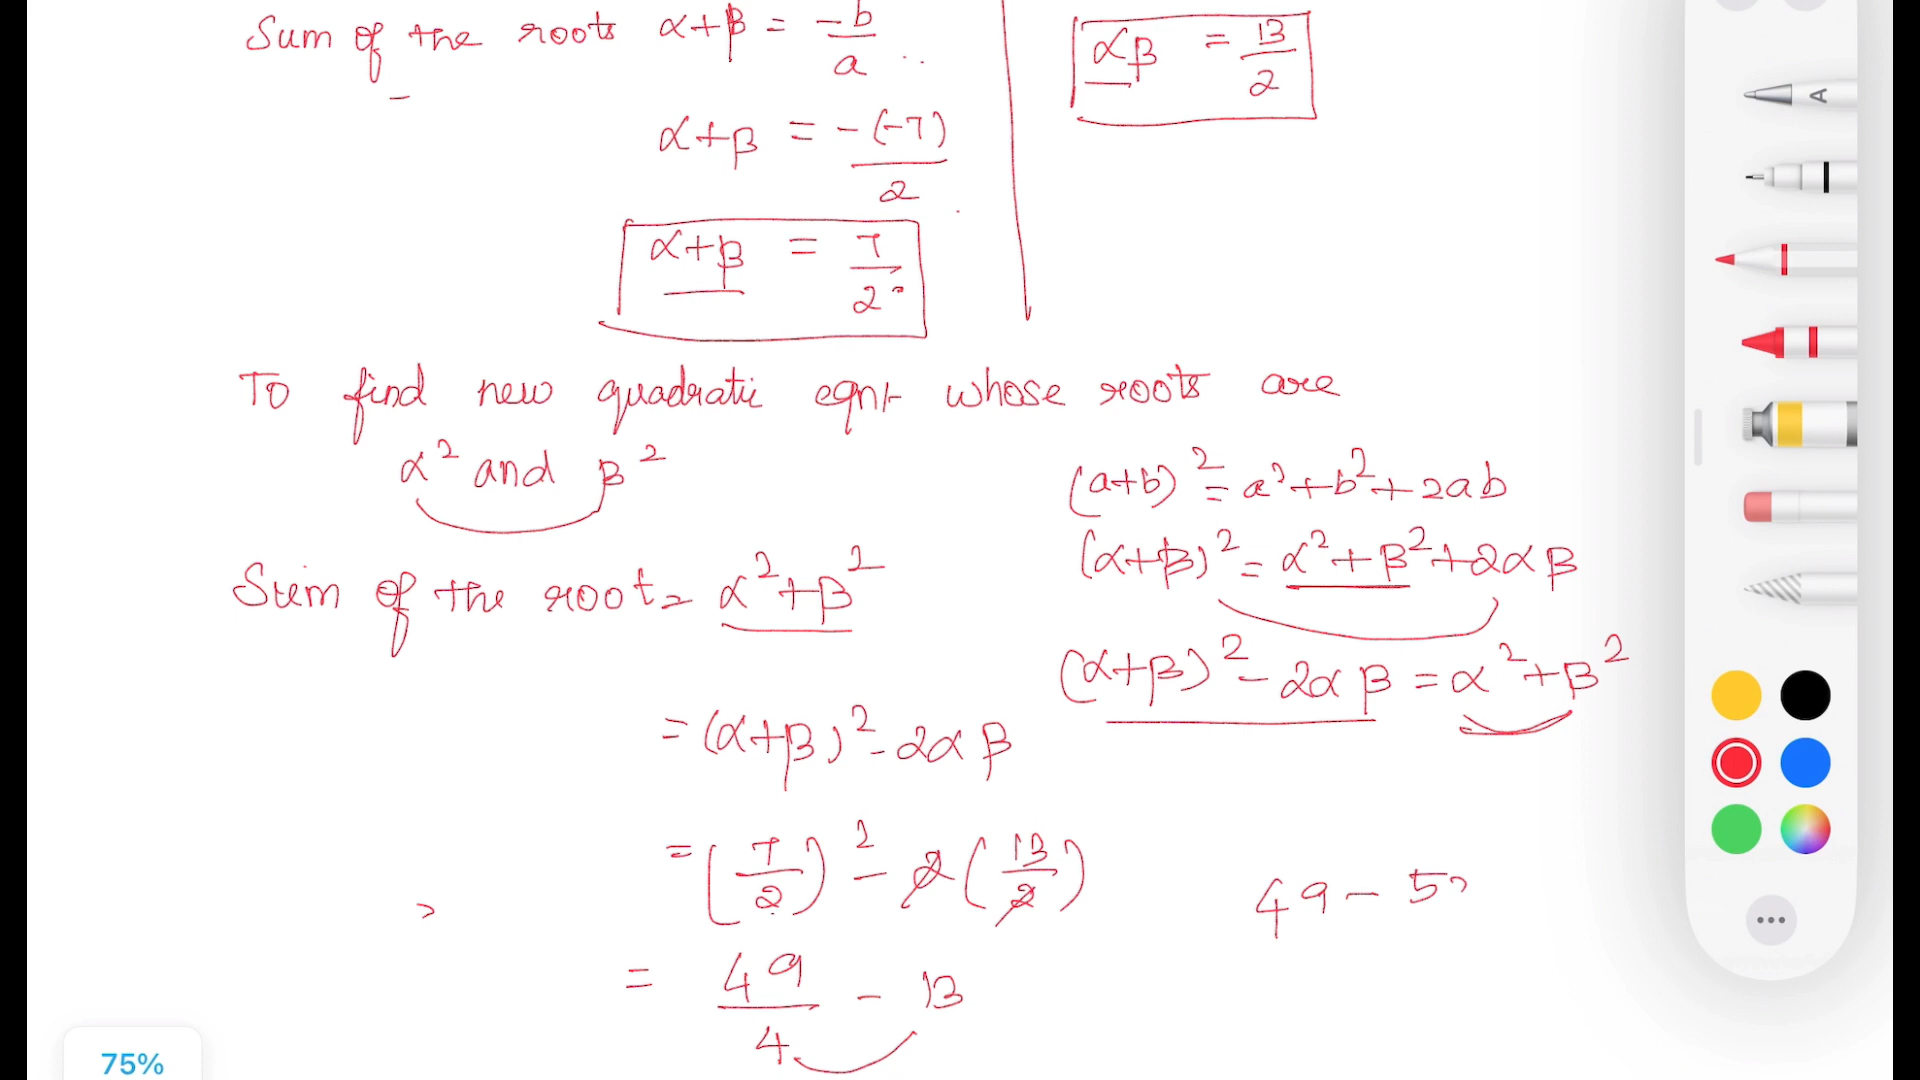 Sum of the roots α+β = -b/a
α+β = -(-7)/2
α+β = 7/2
αβ = 13/2
To find new quadratic eqnt whose roots are
α² and β²
(a+b)² = a²+b²+2ab
(α+β)² = α²+β²+2αβ
(α+β)² - 2αβ = α²+β²
Sum of the root = α²+β²
= (α+β)² - 2αβ
= (7/2)² - 2(13/2)
= 49/4 - 13
49 - 5
A
75%